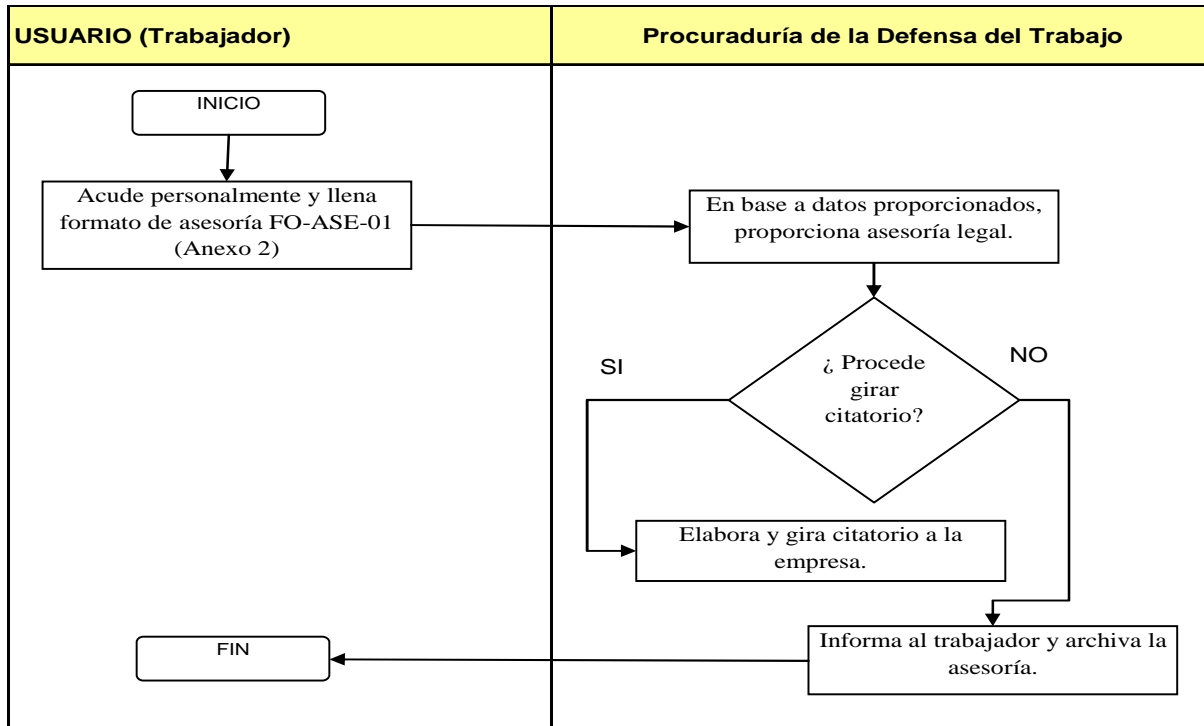 USUARIO (Trabajador)
Procuraduría de la Defensa del Trabajo
INICIO
Acude personalmente y llena
formato de asesoría FO-ASE-01
(Anexo 2)
En base a datos proporcionados,
proporciona asesoría legal.
¿ Procede
girar
citatorio?
SI
NO
Elabora y gira citatorio a la
empresa.
Informa al trabajador y archiva la
asesoría.
FIN